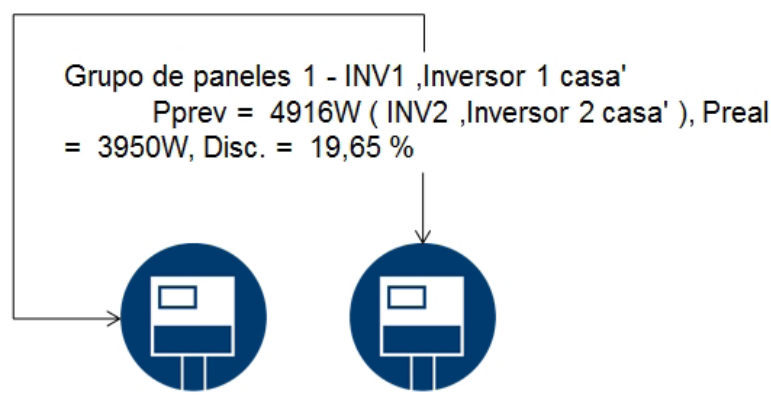 Grupo de paneles 1 - INV1 ,Inversor 1 casa'
Pprev = 4916W ( INV2 ,Inversor 2 casa' ), Preal
= 3950W, Disc. = 19,65 %